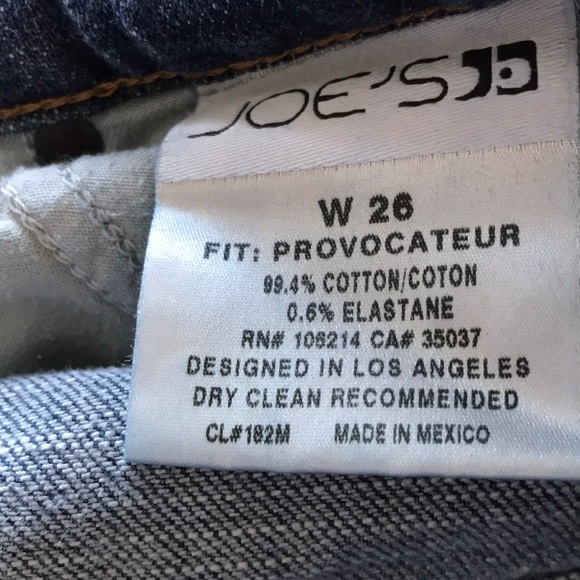 JOE'S
W 26
FIT: PROVOCATEUR
99.4% COTTON/COTON
0.6% ELASTANE
RN# 106214 CA# 35037
DESIGNED IN LOS ANGELES
DRY CLEAN RECOMMENDED
CL#182M MADE IN MEXICO